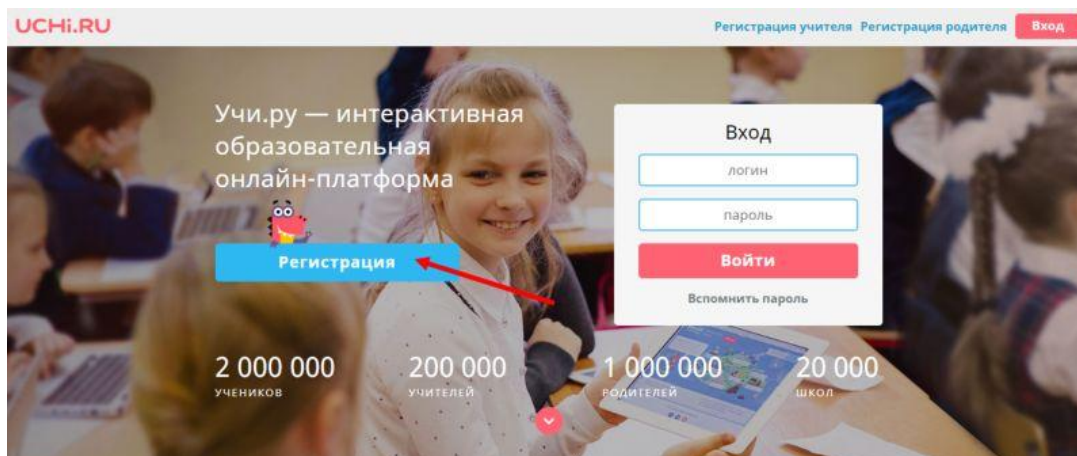 UCHi.RU
Регистрация учителя Регистрация родителя Вход
Учи.ру — интерактивная
образовательная
онлайн-платформа
Регистрация
Вход
логин
пароль
Войти
Вспомнить пароль
2 000 000 200 000 1 000 000 20 000
УЧЕНИКОВ УЧИТЕЛЕЙ РОДИТЕЛЕЙ ШКОЛ